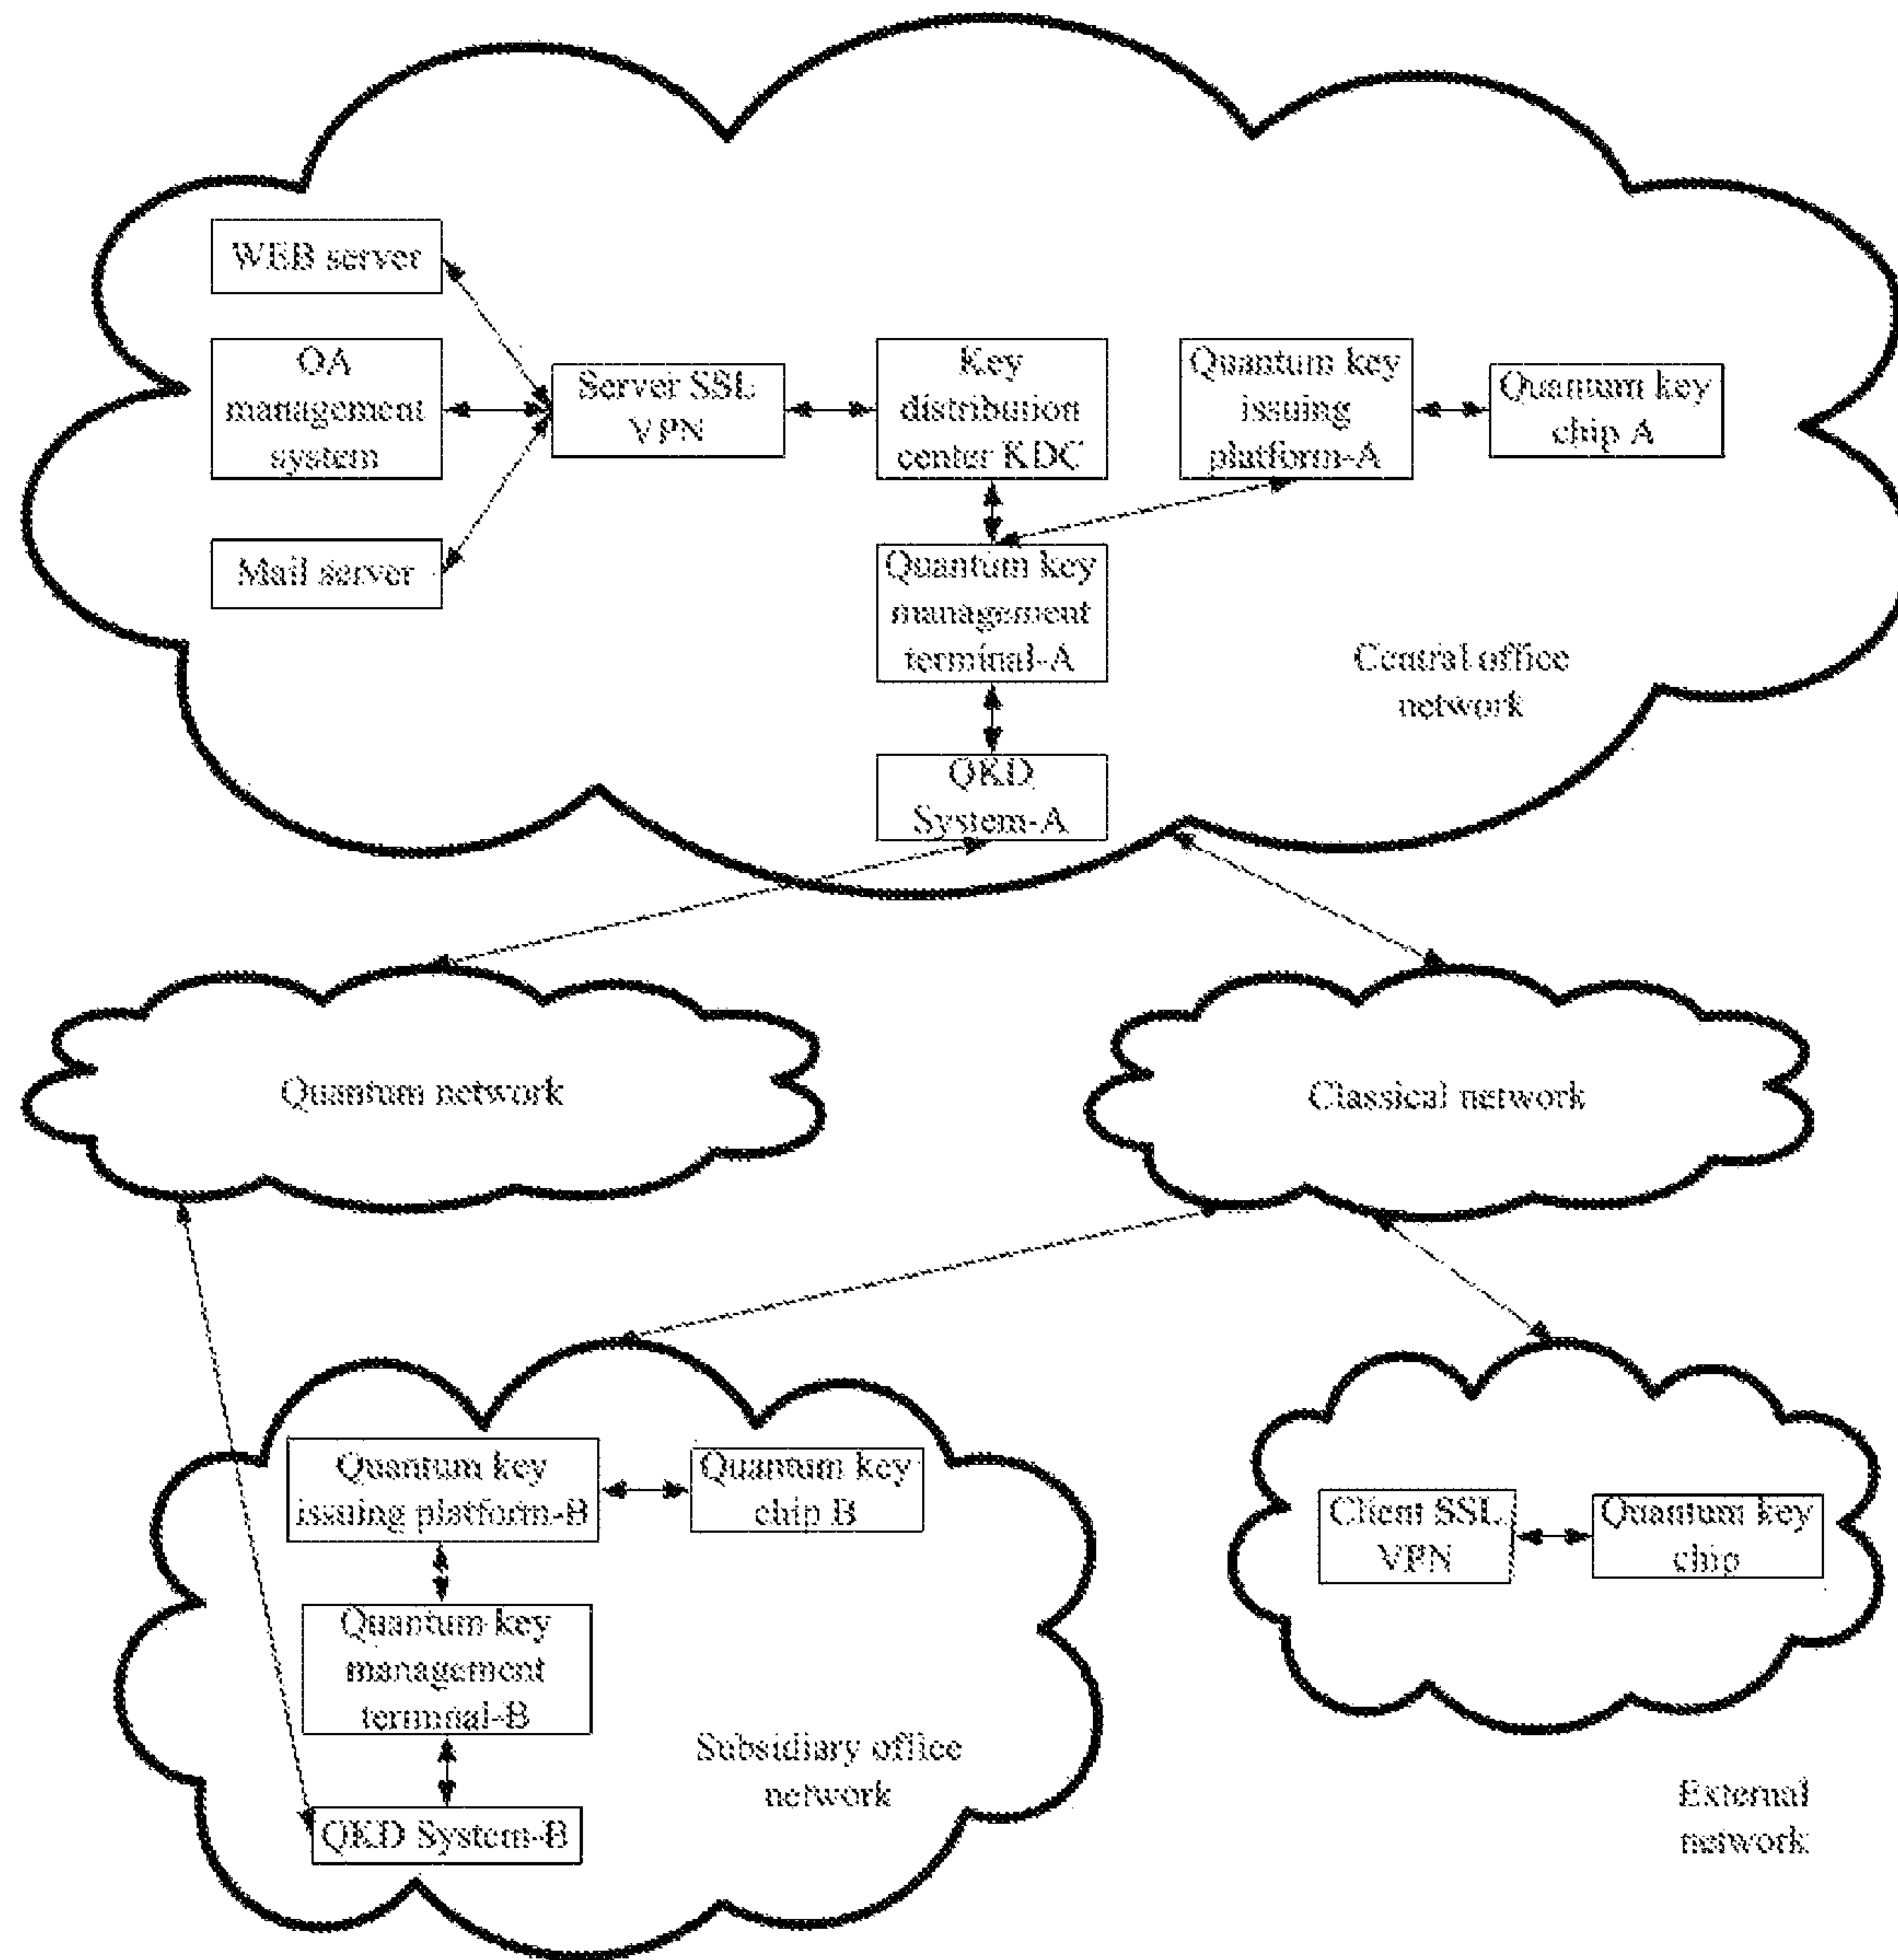 WEB server
OA
management
system
Mail server
Server SSL
VPN
Key
distribution
center KDC
Quantum key
issuing
platform-A
Quantum key
chip A
Quantum key
management
terminal-A
QKD
System-A
Central office
network
Quantum network
Classical network
Quantum key
issuing platform-B
Quantum key
chip B
Quantum key
management
terminal-B
QKD System-B
Subsidiary office
network
Client SSL
VPN
Quantum key
chip
External
network